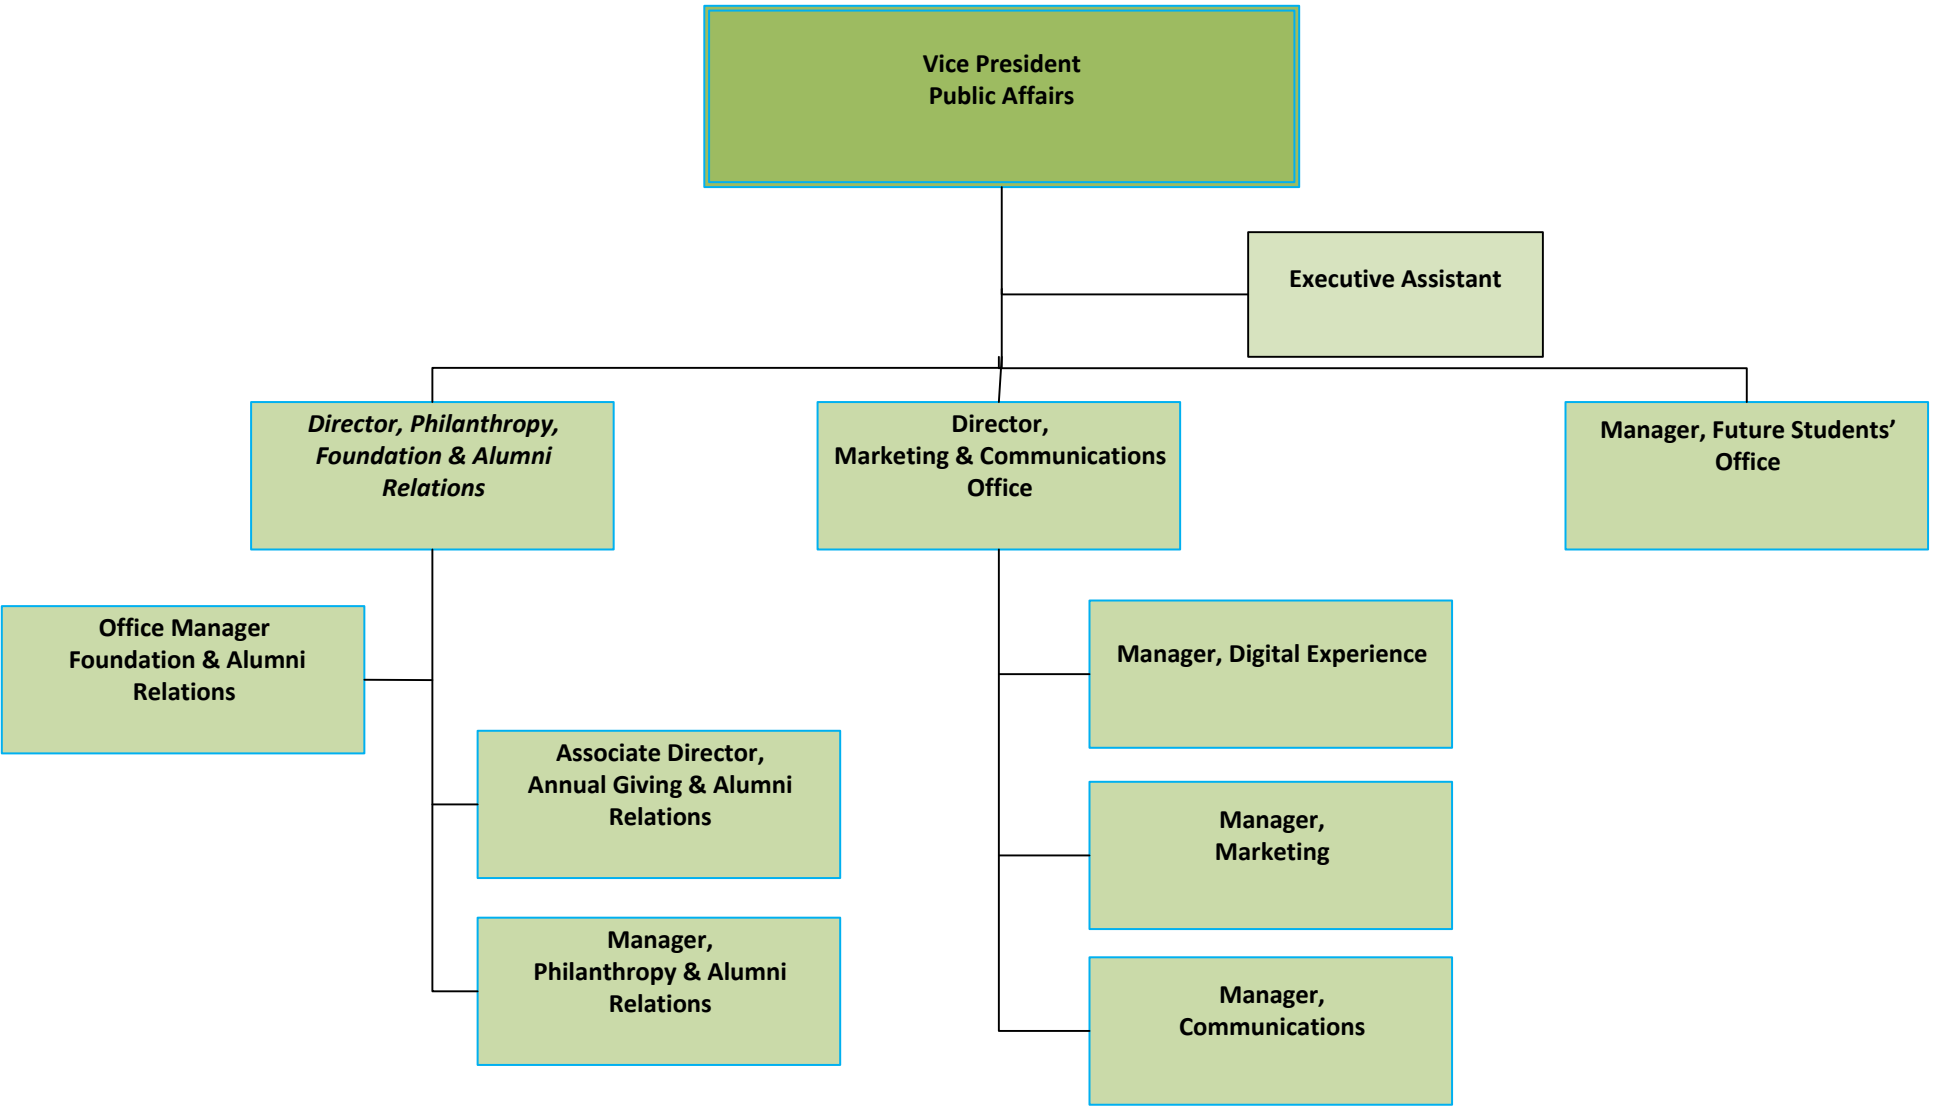 Vice President
Public Affairs
Executive Assistant
Director, Philanthropy,
Foundation & Alumni
Relations
Director,
Marketing & Communications
Office
Manager, Future Students’
Office
Office Manager
Foundation & Alumni
Relations
Associate Director,
Annual Giving & Alumni
Relations
Manager,
Philanthropy & Alumni
Relations
Manager, Digital Experience
Manager,
Marketing
Manager,
Communications